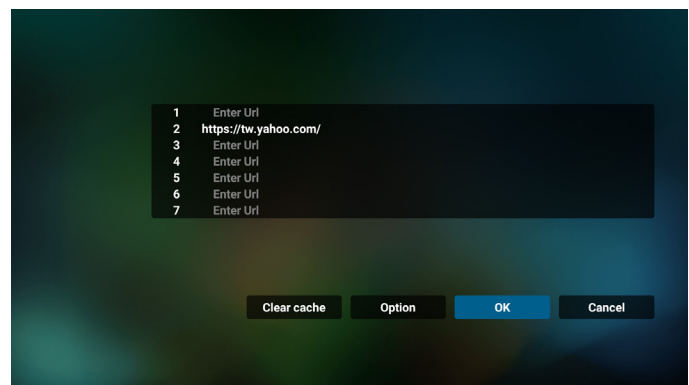 1 Enter Url
2 https://tw.yahoo.com/
3 Enter Url
4 Enter Url
5 Enter Url
6 Enter Url
7 Enter Url
Clear cache Option OK Cancel